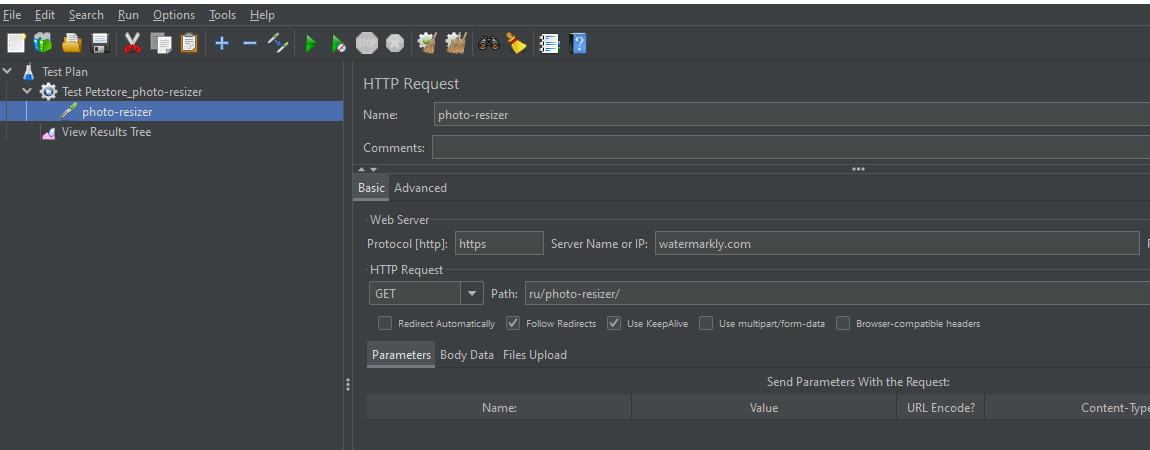 File Edit Search Run Options Tools Help
STOP
Test Plan
Test Petstore_photo-resizer
photo-resizer
View Results Tree
HTTP Request
Name: photo-resizer
Comments:
Basic Advanced
Web Server
Protocol [http]: https Server Name or IP: watermarkly.com
HTTP Request
GET Path: ru/photo-resizer/
Redirect Automatically Follow Redirects Use KeepAlive Use multipart/form-data Browser-compatible headers
Parameters Body Data Files Upload
Send Parameters With the Request:
Name: Value URL Encode? Content-Type